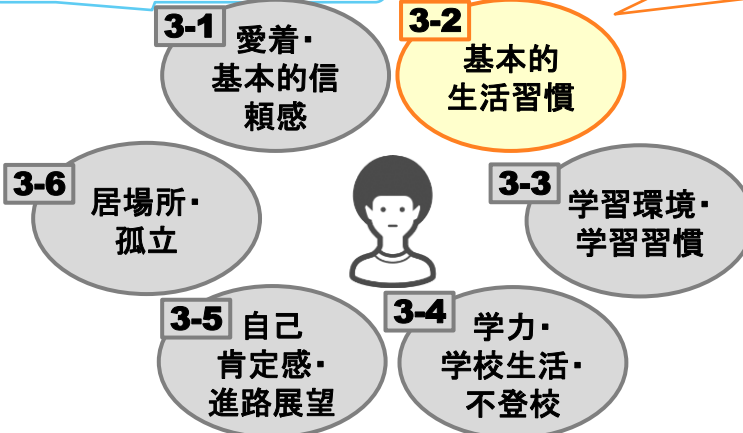 3-1
愛着・
基本的信
頼感
3-2
基本的
生活習慣
3-3
学習環境・
学習習慣
3-4
学力・
学校生活・
不登校
3-5
自己
肯定感・
進路展望
3-6
居場所・
孤立